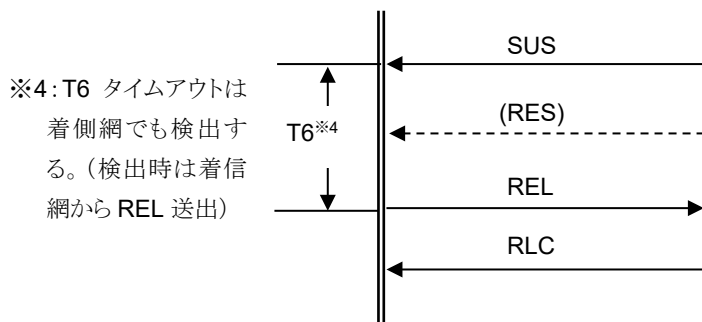 ※4:T6 タイムアウトは
着側網でも検出す
る。(検出時は着信
網から REL 送出)
T6※4
SUS
(RES)
REL
RLC